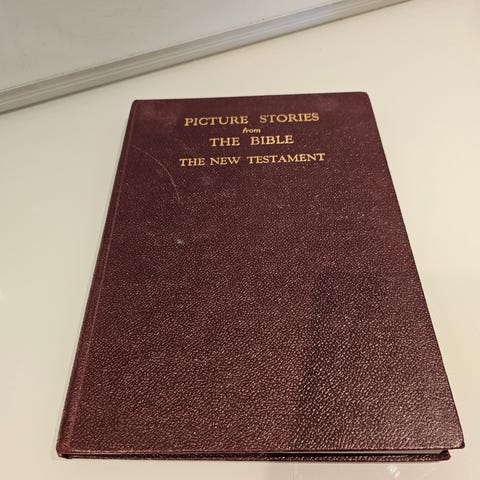 PICTURE STORIES
from
THE BIBLE
THE NEW TESTAMENT